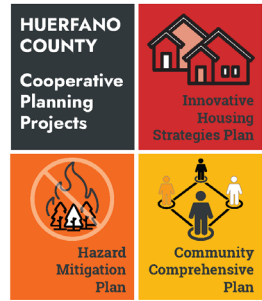 HUERFANO
COUNTY
Cooperative
Planning
Projects
Innovative
Housing
Strategies Plan
Hazard
Mitigation
Plan
Community
Comprehensive
Plan